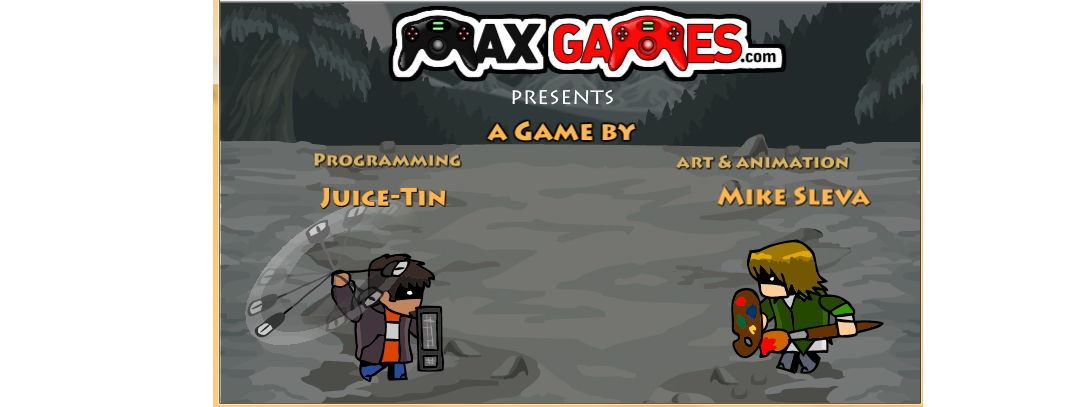 MAX GAMES.com
PRESENTS
A GAME BY
PROGRAMMING
JUICE-TIN
ART & ANIMATION
MIKE SLEVA